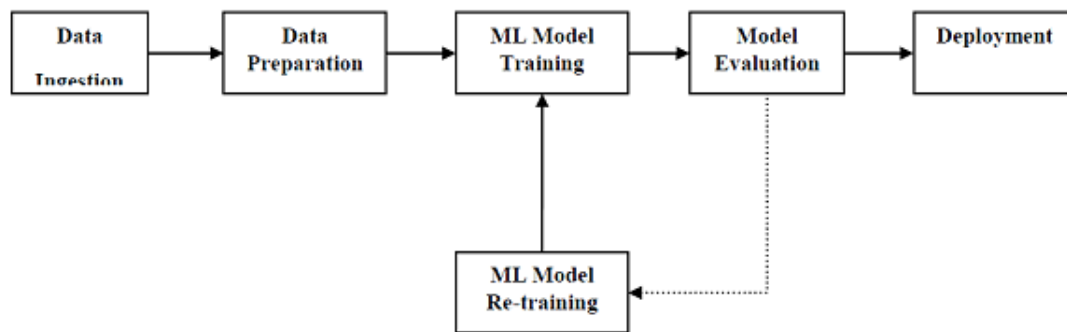 Data
Ingestion
Data
Preparation
ML Model
Training
Model
Evaluation
Deployment
ML Model
Re-training